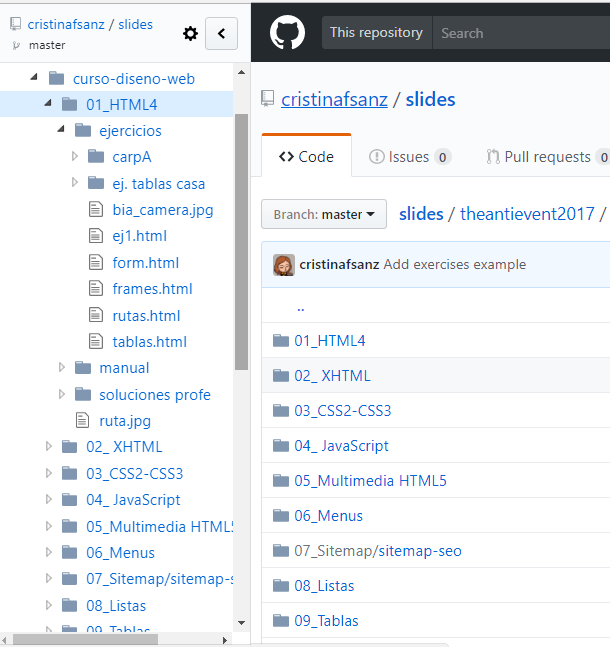 cristinafsanz / slides
master
curso-diseno-web
01_HTML4
ejercicios
carpA
ej. tablas casa
bia_camera.jpg
ej1.html
form.html
frames.html
rutas.html
tablas.html
manual
soluciones profe
ruta.jpg
02_ XHTML
03_CSS2-CSS3
04_ JavaScript
05_Multimedia HTML5
06_Menus
07_Sitemap/sitemap-s
08_Listas
09_Tablas
This repository Search
cristinafsanz / slides
Code Issues 0 Pull requests 0
Branch: master slides / theantievent2017 /
cristinafsanz Add exercises example
..
01_HTML4
02_ XHTML
03_CSS2-CSS3
04_ JavaScript
05_Multimedia HTML5
06_Menus
07_Sitemap/sitemap-seo
08_Listas
09_Tablas